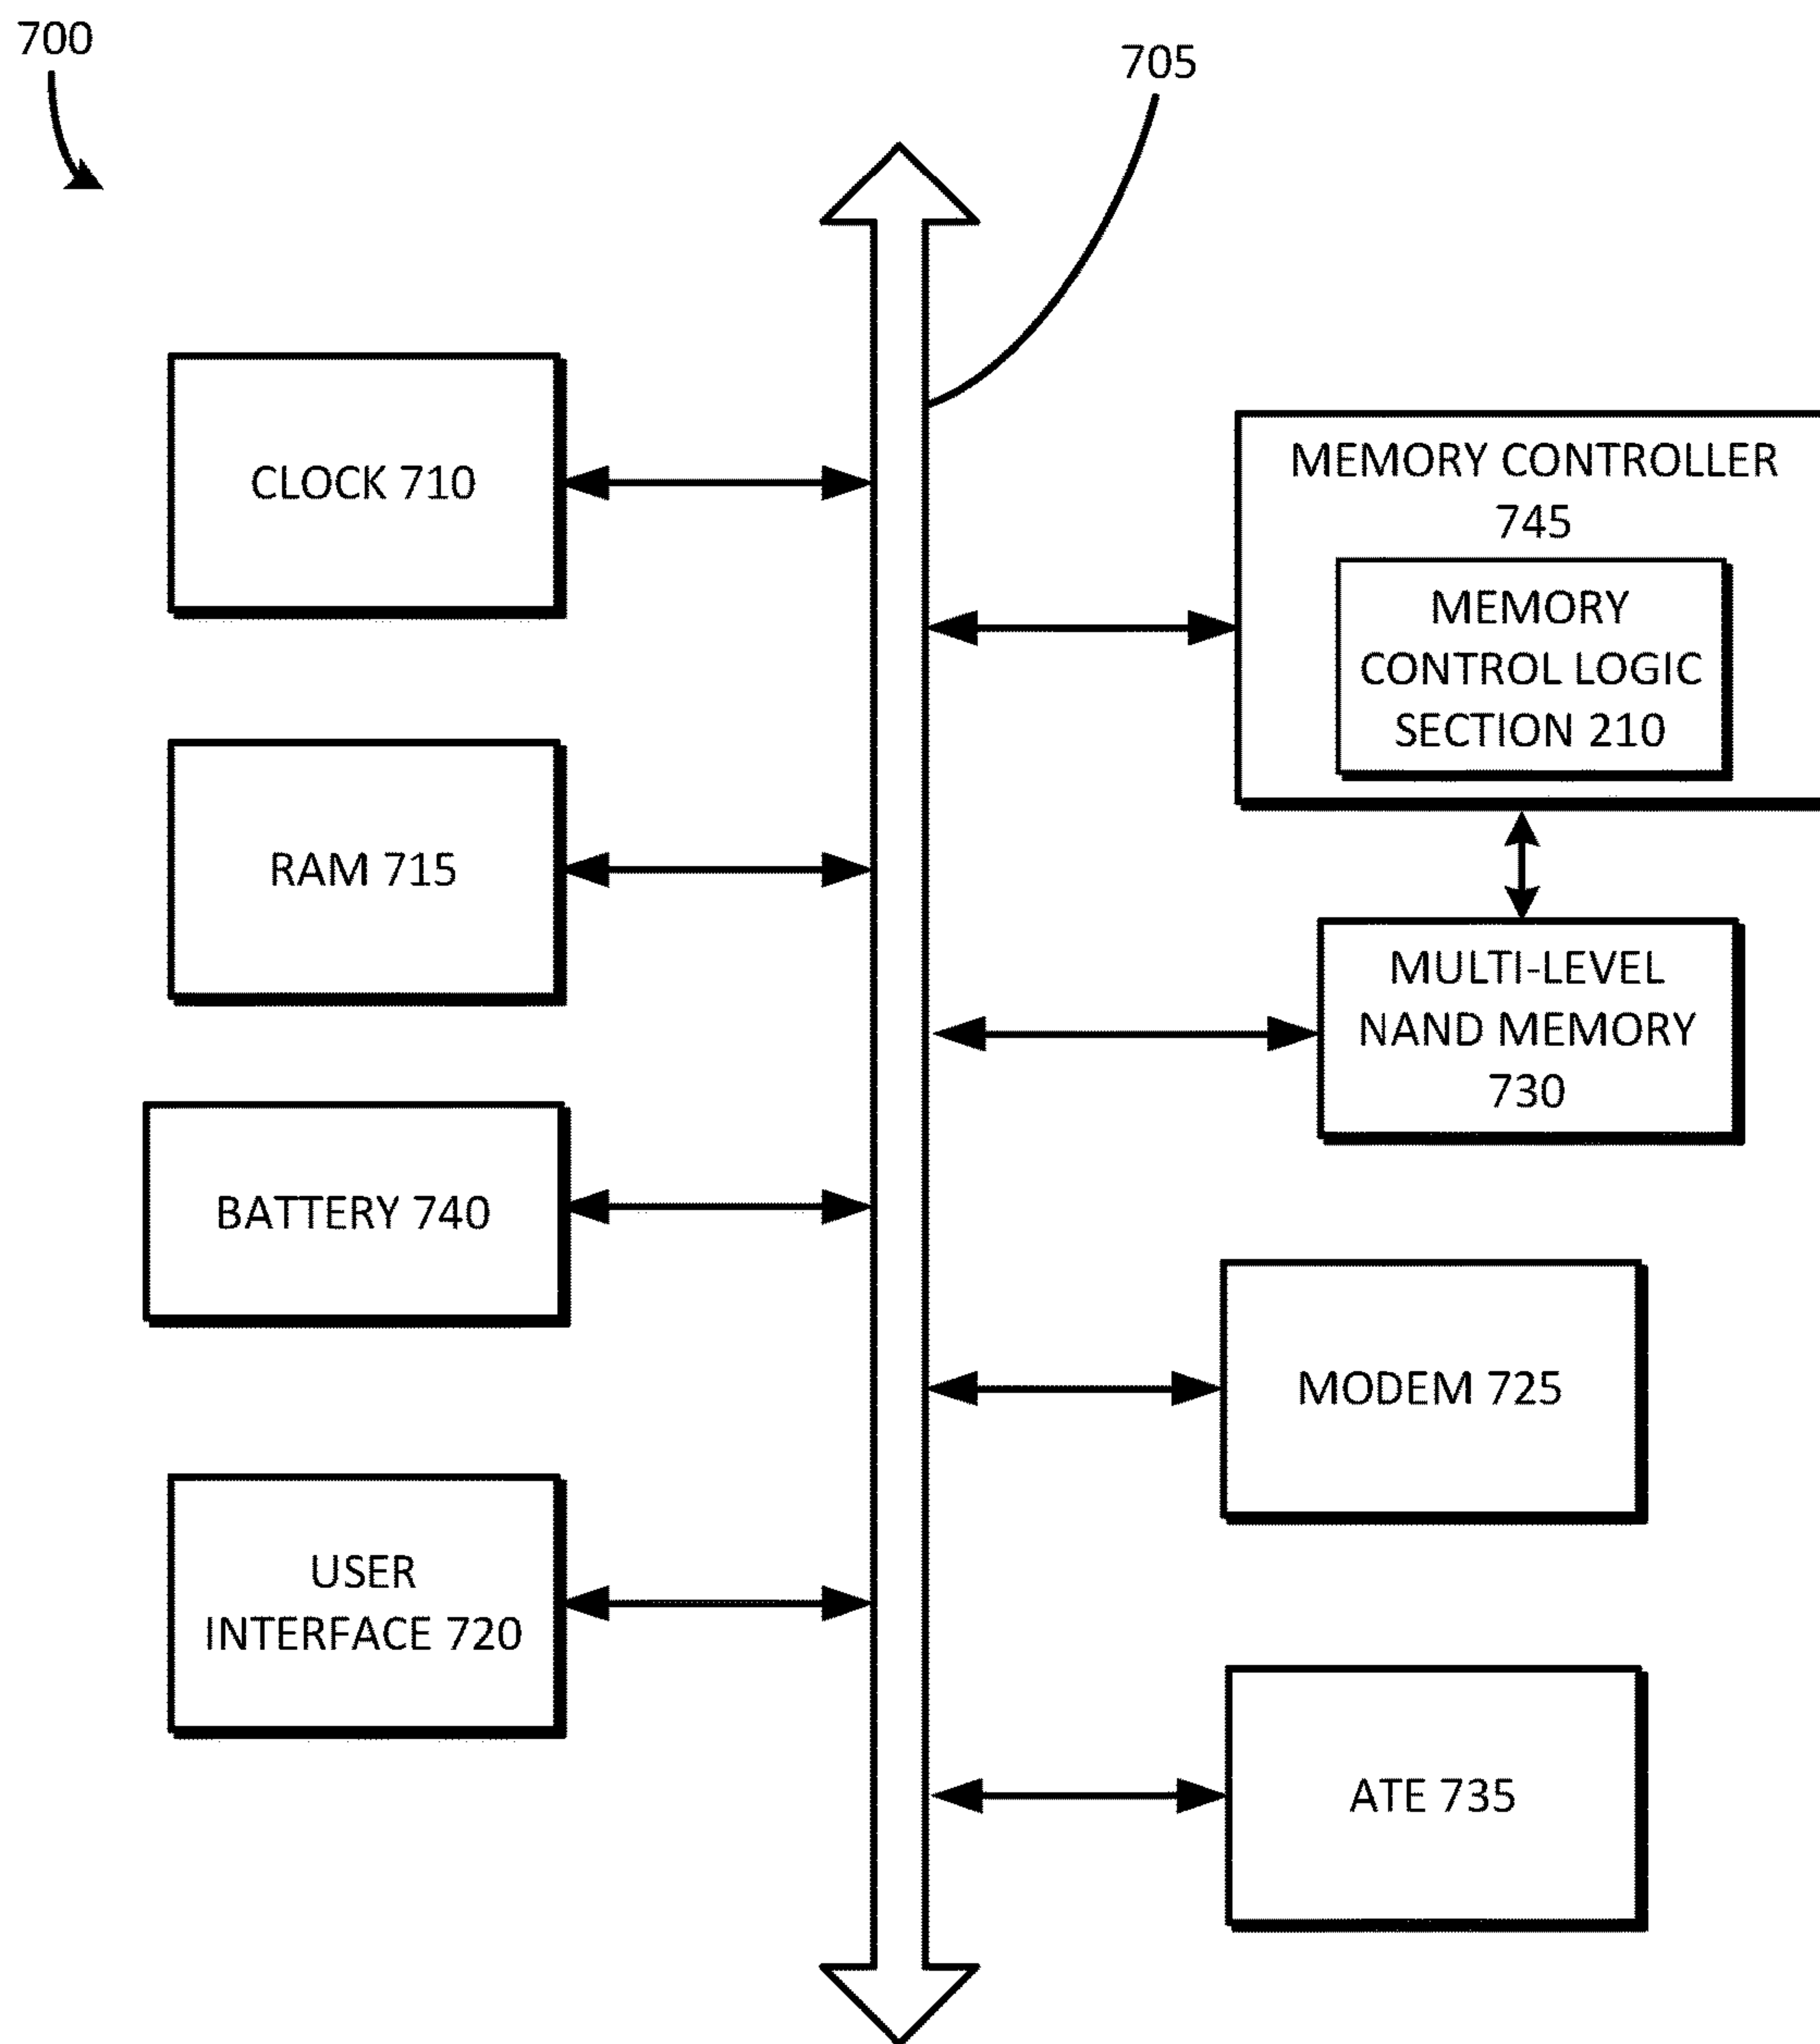 700
705
CLOCK 710
MEMORY CONTROLLER
745
MEMORY
CONTROL LOGIC
SECTION 210
RAM 715
MULTI-LEVEL
NAND MEMORY
730
BATTERY 740
MODEM 725
USER
INTERFACE 720
ATE 735